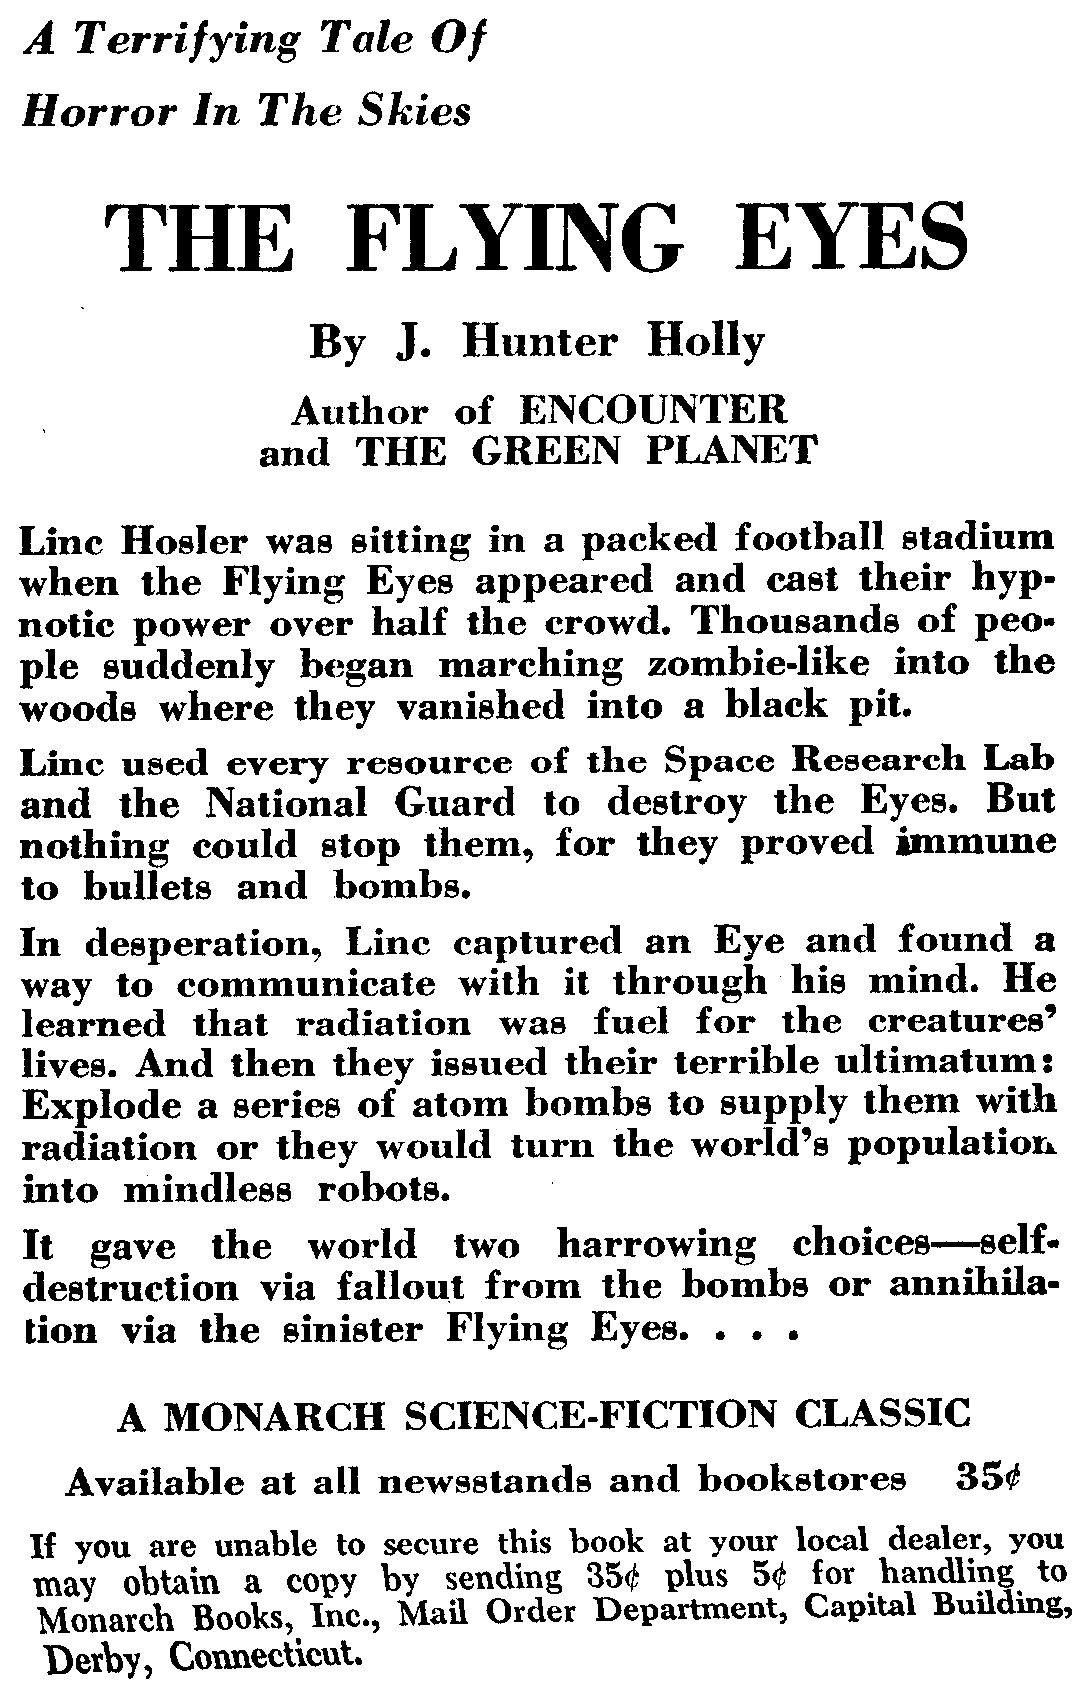 A Terrifying Tale Of
Horror In The Skies
THE FLYING EYES
By J. Hunter Holly
Author of ENCOUNTER
and THE GREEN PLANET
Linc Hosler was sitting in a packed football stadium
when the Flying Eyes appeared and cast their hyp-
notic power over half the crowd. Thousands of peo-
ple suddenly began marching zombie-like into the
woods where they vanished into a black pit.
Linc used every resource of the Space Research Lab
and the National Guard to destroy the Eyes. But
nothing could stop them, for they proved immune
to bullets and bombs.
In desperation, Linc captured an Eye and found a
way to communicate with it through his mind. He
learned that radiation was fuel for the creatures'
lives. And then they issued their terrible ultimatum:
Explode a series of atom bombs to supply them with
radiation or they would turn the world's population
into mindless robots.
It gave the world two harrowing choices—self-
destruction via fallout from the bombs or annihila-
tion via the sinister Flying Eyes. . . .
A MONARCH SCIENCE-FICTION CLASSIC
Available at all newsstands and bookstores 35¢
If you are unable to secure this book at your local dealer, you
may obtain a copy by sending 35¢ plus 5¢ for handling to
Monarch Books, Inc., Mail Order Department, Capital Building,
Derby, Connecticut.